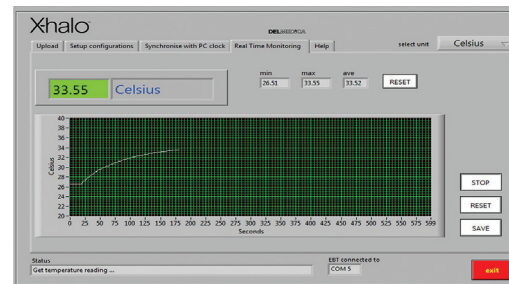 Xhalo
DELMEDICA
Upload Setup configurations Synchronise with PC clock Real Time Monitoring Help select unit Celsius
33.55 Celsius
min max ave
26.51 33.55 33.52 RESET
Celsius
40
38
36
34
32
30
28
26
24
22
20
0 25 50 75 100 125 150 175 200 225 250 275 300 325 350 375 400 425 450 475 500 525 550 575 599
Seconds
STOP
RESET
SAVE
Status
Get temperature reading ...
EBT connected to
COM 5
exit